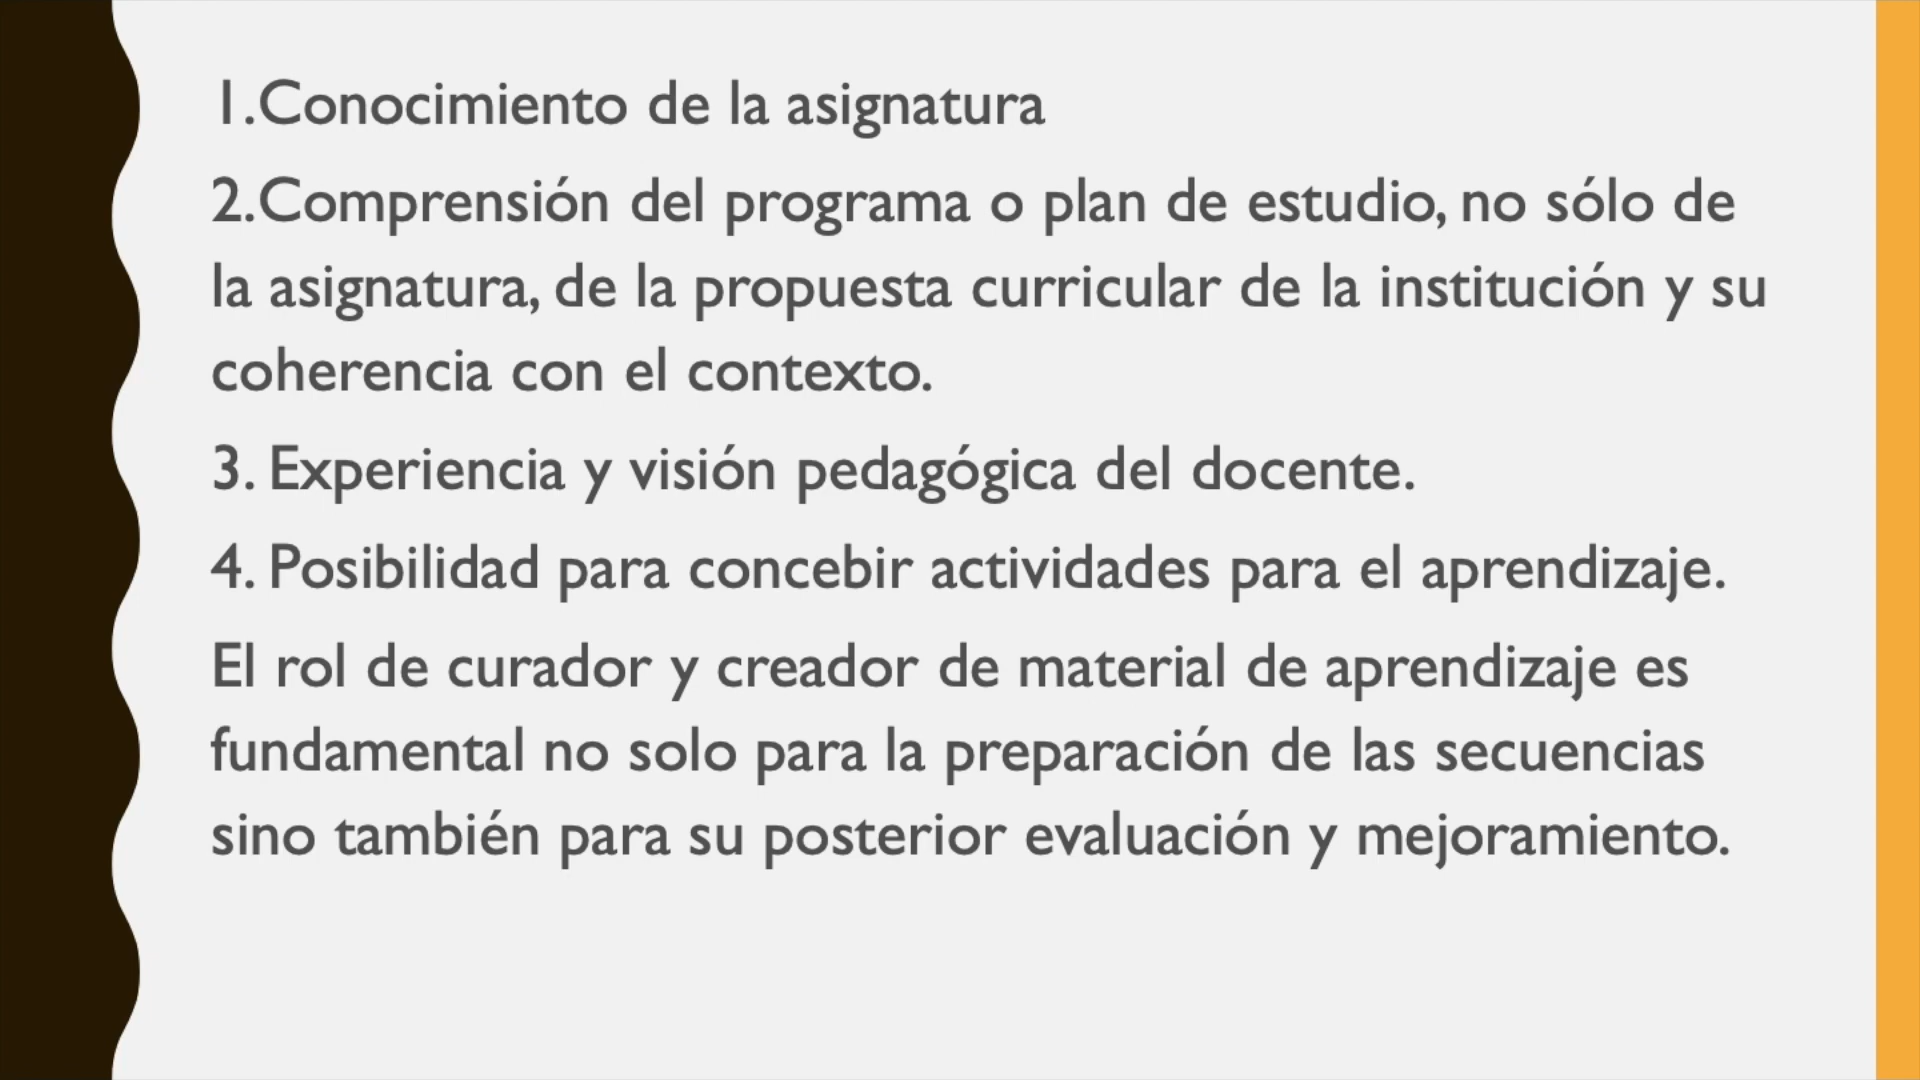 1.Conocimiento de la asignatura
2.Comprensión del programa o plan de estudio, no sólo de
la asignatura, de la propuesta curricular de la institución y su
coherencia con el contexto.
3. Experiencia y visión pedagógica del docente.
4. Posibilidad para concebir actividades para el aprendizaje.
El rol de curador y creador de material de aprendizaje es
fundamental no solo para la preparación de las secuencias
sino también para su posterior evaluación y mejoramiento.